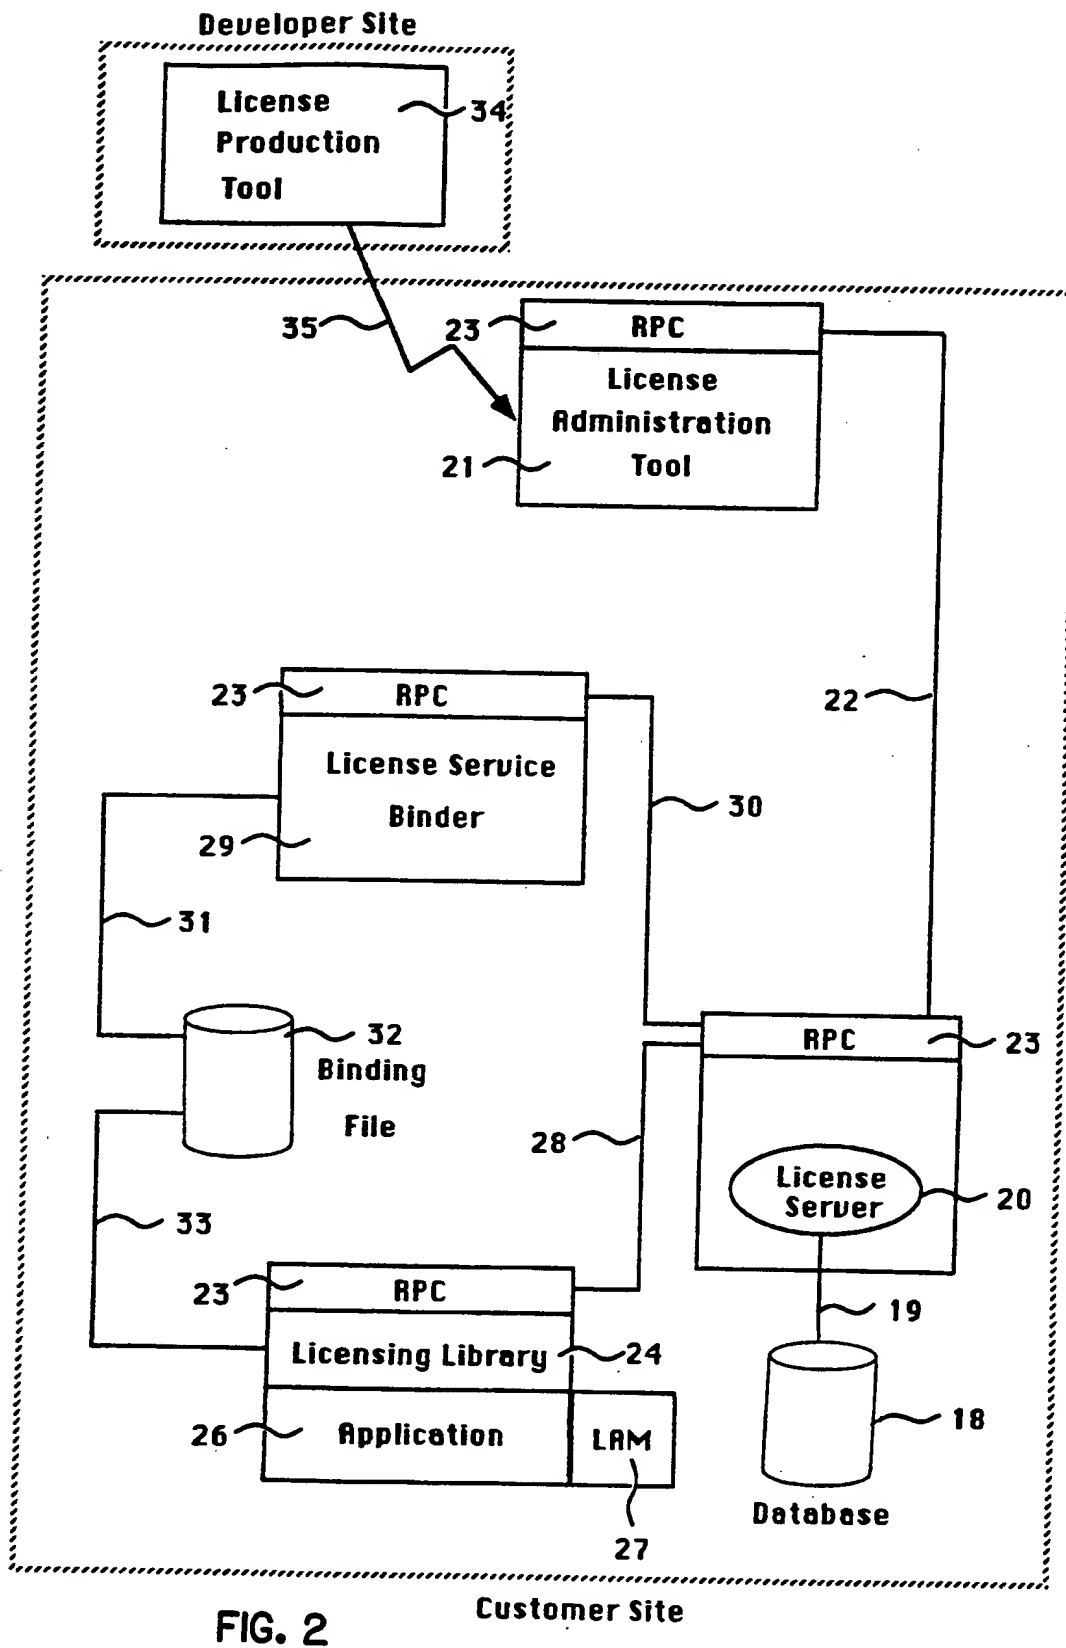 Developer Site
License
Production
Tool
34
35
23
RPC
License
Administration
Tool
21
22
23
RPC
License Service
Binder
29
30
31
32
Binding
File
33
28
RPC
23
License
Server
20
19
18
Database
23
RPC
Licensing Library
24
26
Application
LAM
27
Customer Site
FIG. 2